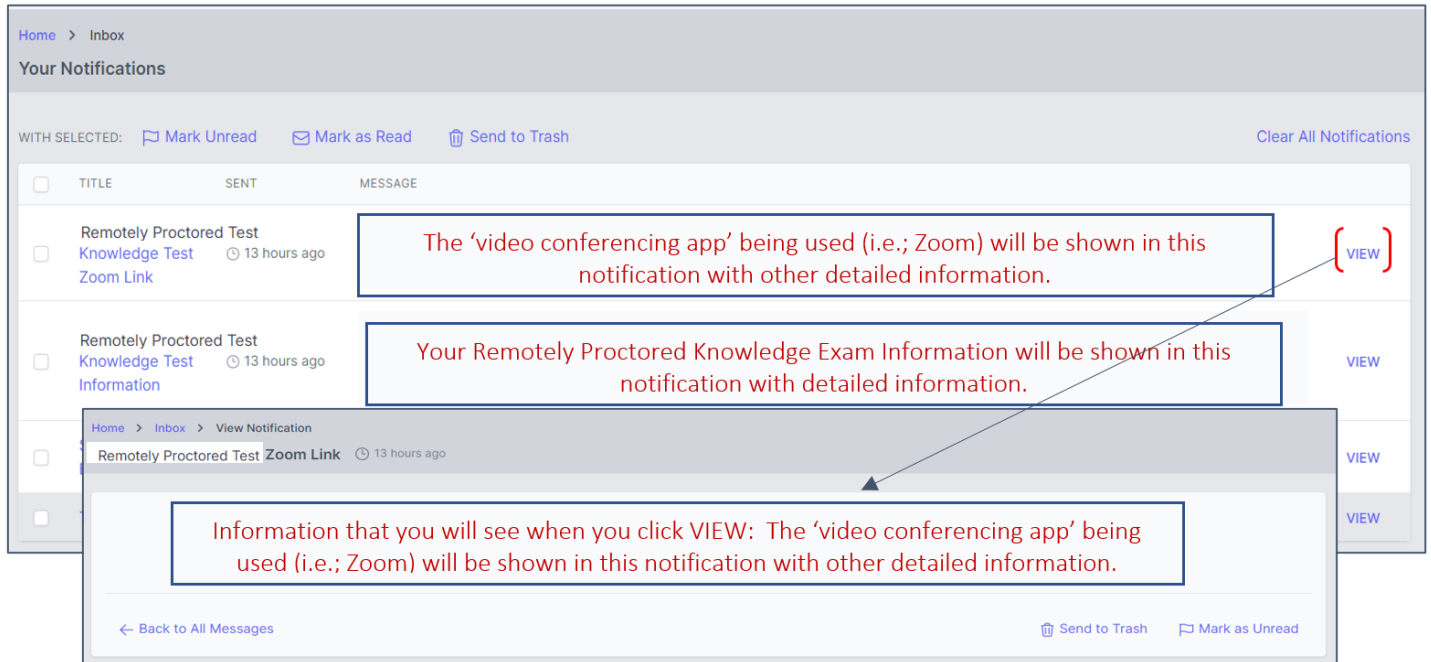 Home > Inbox
Your Notifications
WITH SELECTED: Mark Unread Mark as Read Send to Trash Clear All Notifications
TITLE SENT MESSAGE
Remotely Proctored Test
Knowledge Test
Zoom Link
13 hours ago
The ‘video conferencing app’ being used (i.e.; Zoom) will be shown in this
notification with other detailed information.
VIEW
Remotely Proctored Test
Knowledge Test
Information
13 hours ago
Your Remotely Proctored Knowledge Exam Information will be shown in this
notification with detailed information.
VIEW
VIEW
VIEW
Home > Inbox > View Notification
Remotely Proctored Test Zoom Link 13 hours ago
Information that you will see when you click VIEW: The ‘video conferencing app’ being
used (i.e.; Zoom) will be shown in this notification with other detailed information.
← Back to All Messages Send to Trash Mark as Unread